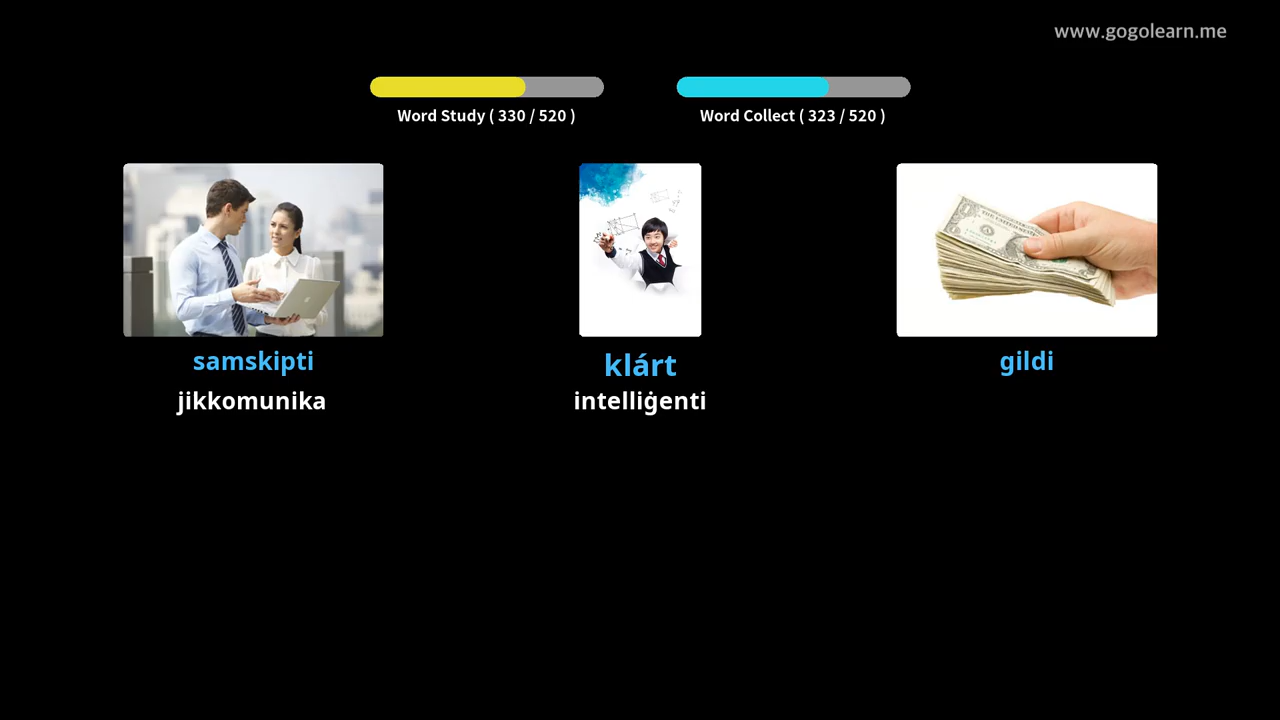 www.gogolearn.me
Word Study ( 330 / 520 )
Word Collect ( 323 / 520 )
samskipti
klárt
gildi
jikkomunika
intelliġenti